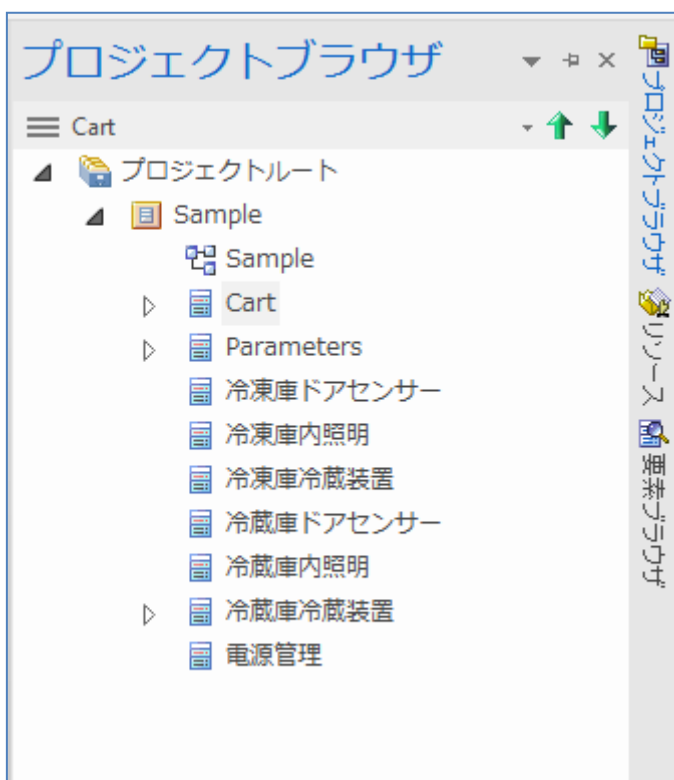 プロジェクトブラウザ
Cart
プロジェクトルート
Sample
Sample
Cart
Parameters
冷凍庫ドアセンサー
冷凍庫内照明
冷凍庫冷蔵装置
冷蔵庫ドアセンサー
冷蔵庫内照明
冷蔵庫冷蔵装置
電源管理
プロジェクトブラウザ
リソース
要素ブラウザ